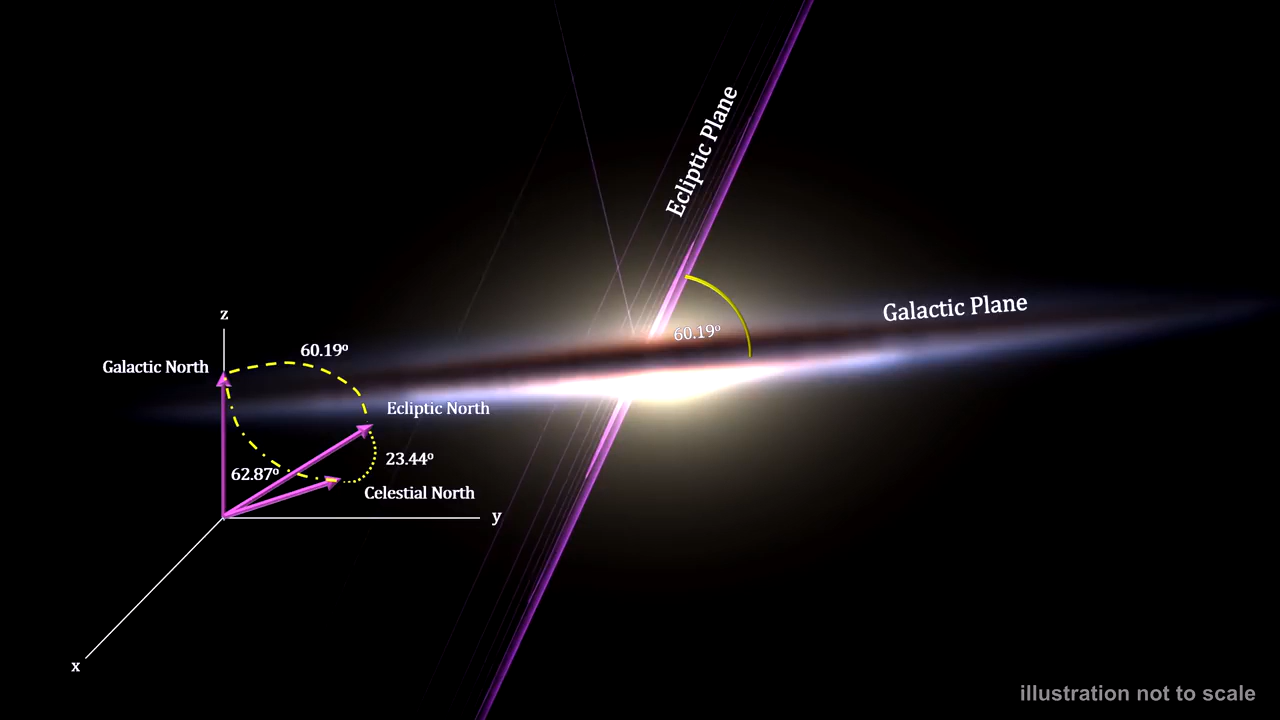 Ecliptic Plane
Galactic Plane
60.19º
z
Galactic North
60.19º
Ecliptic North
23.44º
62.87º
Celestial North
y
x
illustration not to scale